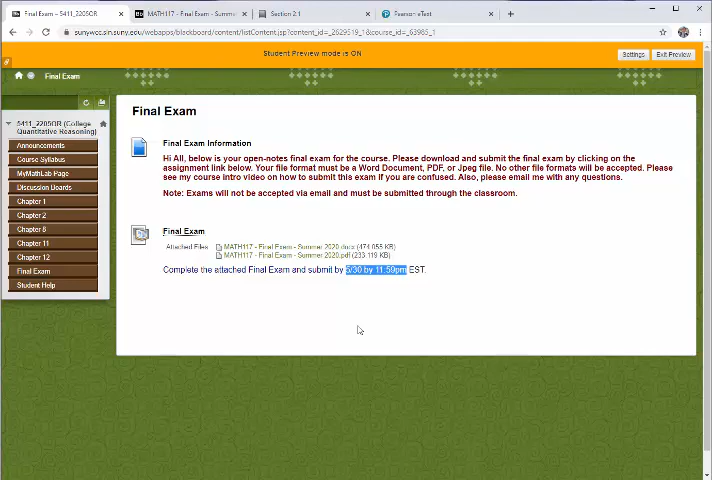 Final Exam – 5411_2205OR (
MATH117 - Final Exam - Summe
Section 2.1
Pearson eText
sunywcc.sln.suny.edu/webapps/blackboard/content/listContent.jsp?content_id=_2629519_1&course_id=_63985_1
Student Preview mode is ON
Settings
Exit Preview
Final Exam
5411_2205OR (College
Quantitative Reasoning)
Announcements
Course Syllabus
MyMathLab Page
Discussion Boards
Chapter 1
Chapter 2
Chapter 8
Chapter 11
Chapter 12
Final Exam
Student Help
Final Exam
Final Exam Information
Hi All, below is your open-notes final exam for the course. Please download and submit the final exam by clicking on the
assignment link below. Your file format must be a Word Document, PDF, or Jpeg file. No other file formats will be accepted. Please
see my course intro video on how to submit this exam if you are confused. Also, please email me with any questions.
Note: Exams will not be accepted via email and must be submitted through the classroom.
Final Exam
Attached Files MATH117 - Final Exam - Summer 2020.docx (474.055 KB)
MATH117 - Final Exam - Summer 2020.pdf (233.119 KB)
Complete the attached Final Exam and submit by 5/30 by 11:59pm EST.